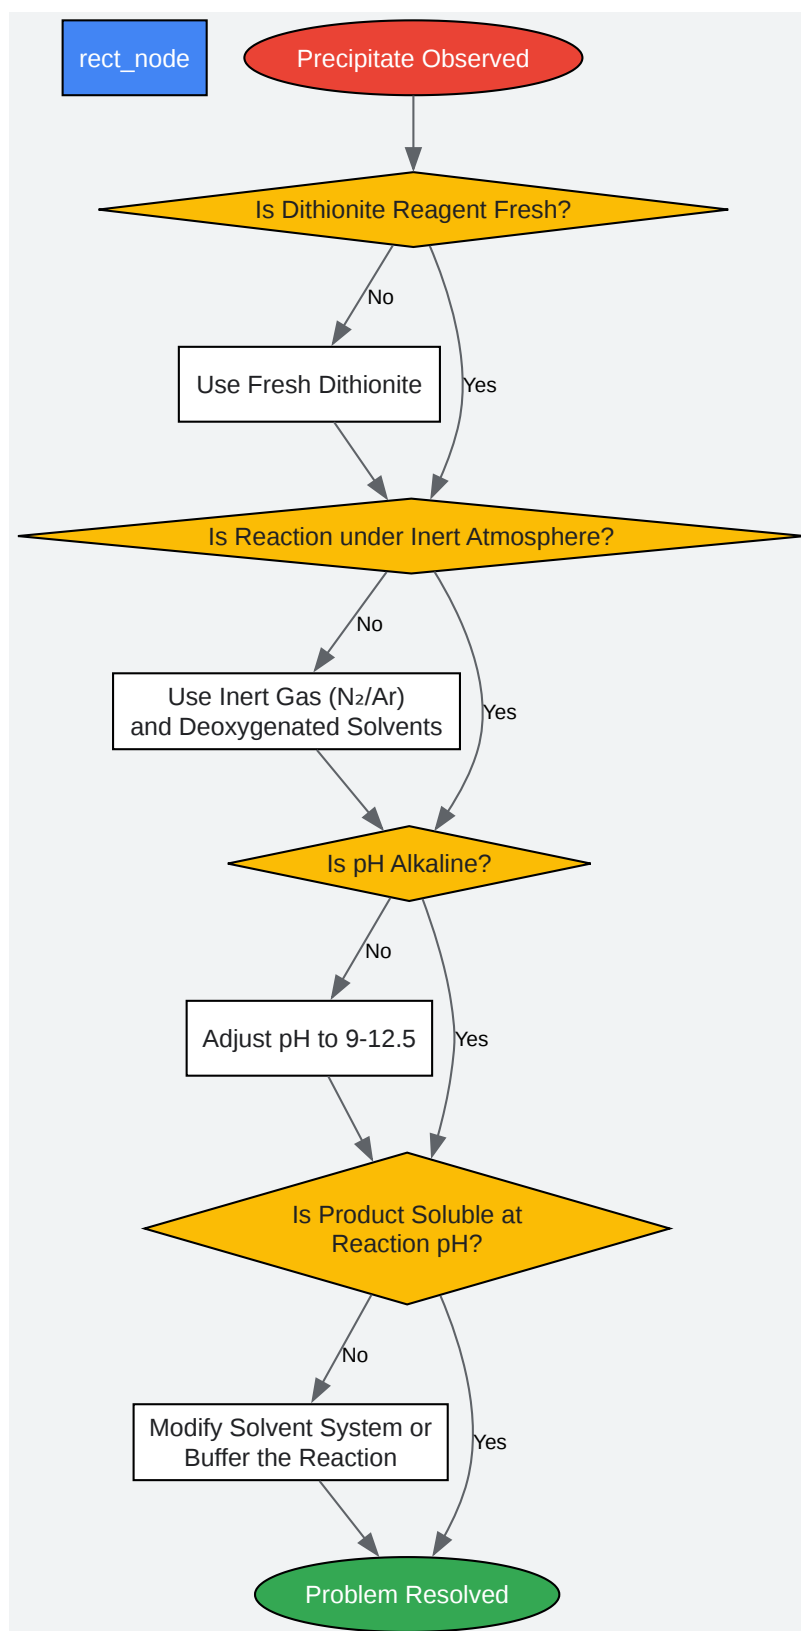 rect_node
Precipitate Observed
Is Dithionite Reagent Fresh?
No
Use Fresh Dithionite
Yes
Is Reaction under Inert Atmosphere?
No
Use Inert Gas (N₂/Ar)
and Deoxygenated Solvents
Yes
Is pH Alkaline?
No
Adjust pH to 9-12.5
Yes
Is Product Soluble at
Reaction pH?
No
Modify Solvent System or
Buffer the Reaction
Yes
Problem Resolved